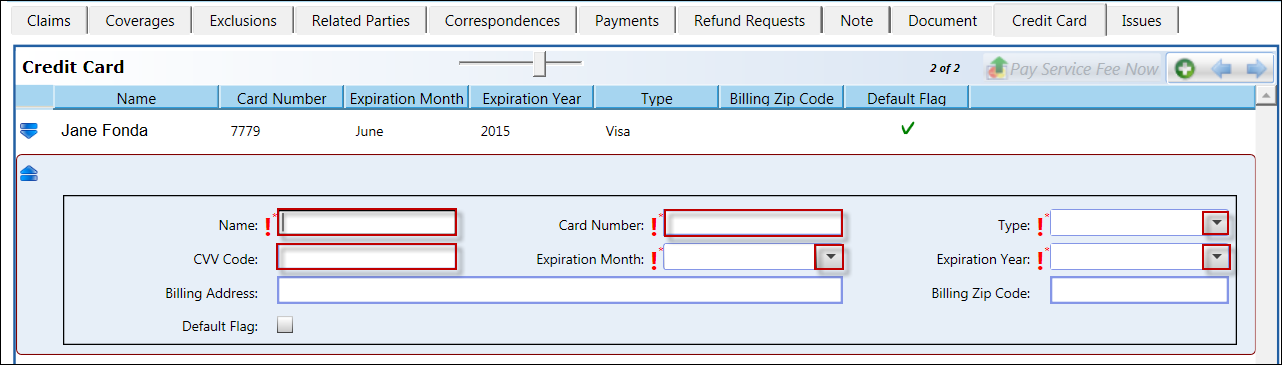 Claims Coverages Exclusions Related Parties Correspondences Payments Refund Requests Note Document Credit Card Issues
Credit Card 2 of 2 Pay Service Fee Now
Name Card Number Expiration Month Expiration Year Type Billing Zip Code Default Flag
Jane Fonda 7779 June 2015 Visa
Name: !* Card Number: !* Type: !*
CVV Code: Expiration Month: !* Expiration Year: !*
Billing Address: Billing Zip Code:
Default Flag: